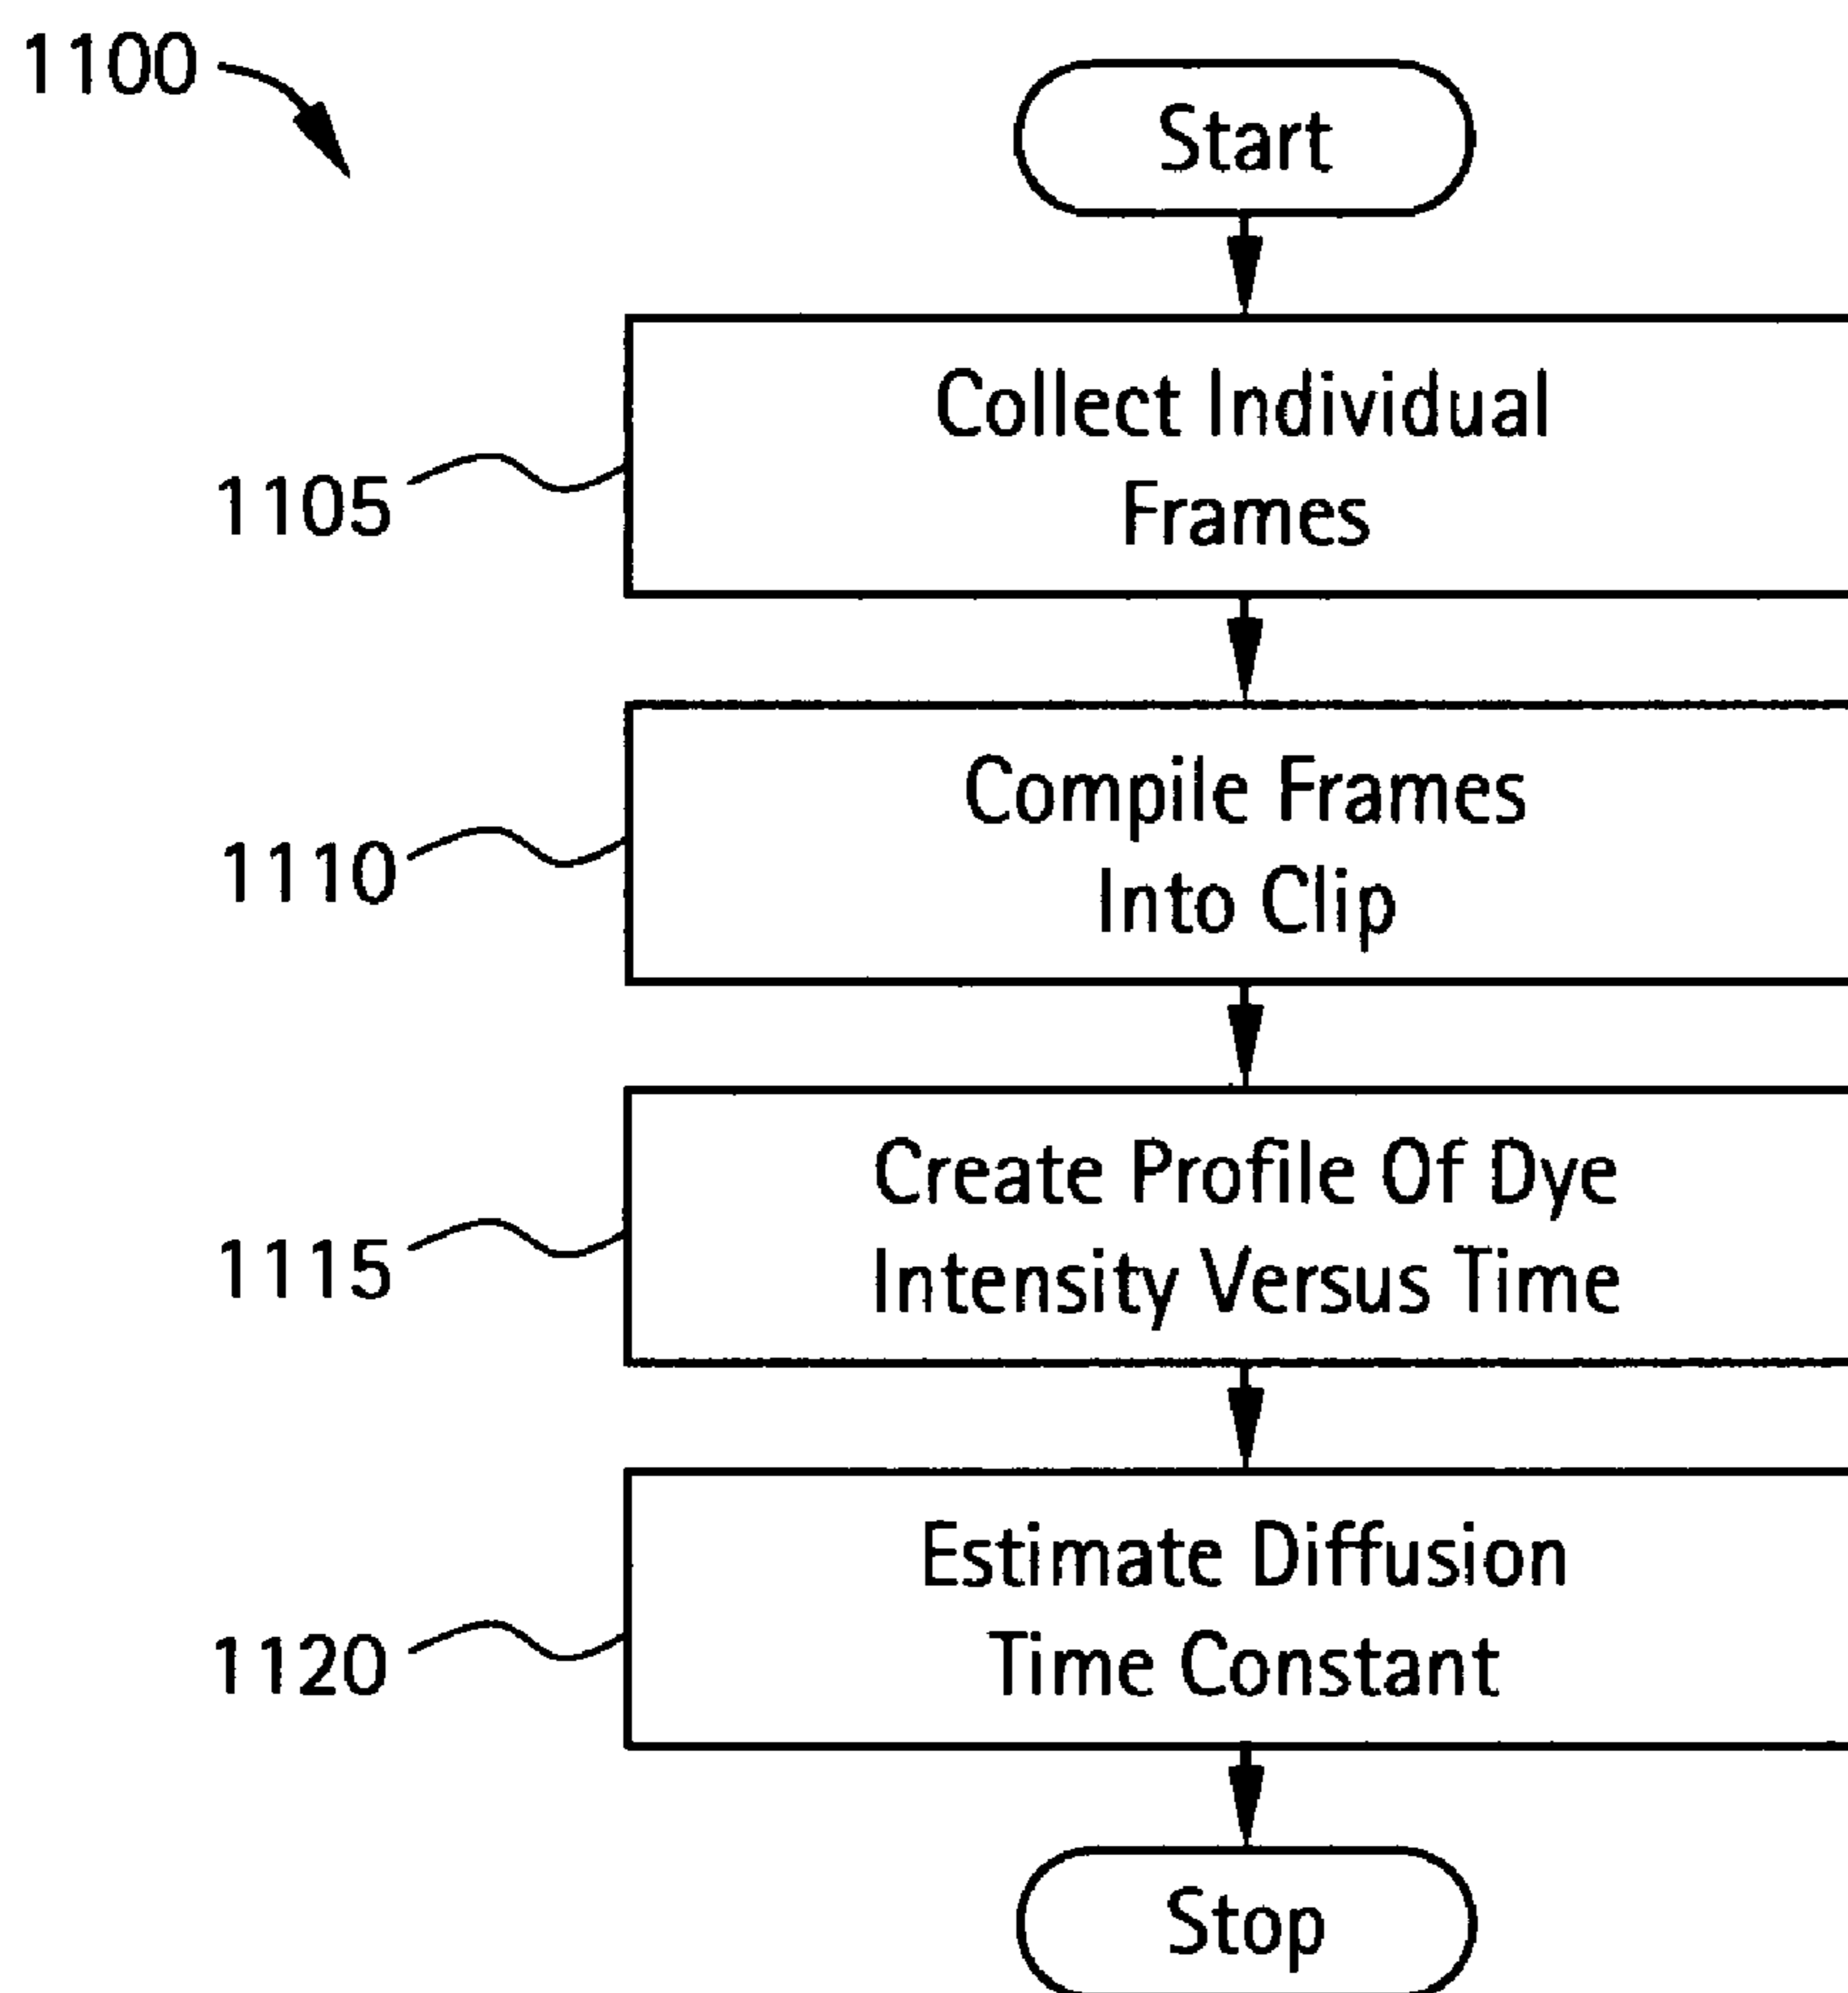 1100
Start
Collect Individual
Frames
1105
Compile Frames
Into Clip
1110
Create Profile Of Dye
Intensity Versus Time
1115
Estimate Diffusion
Time Constant
1120
Stop